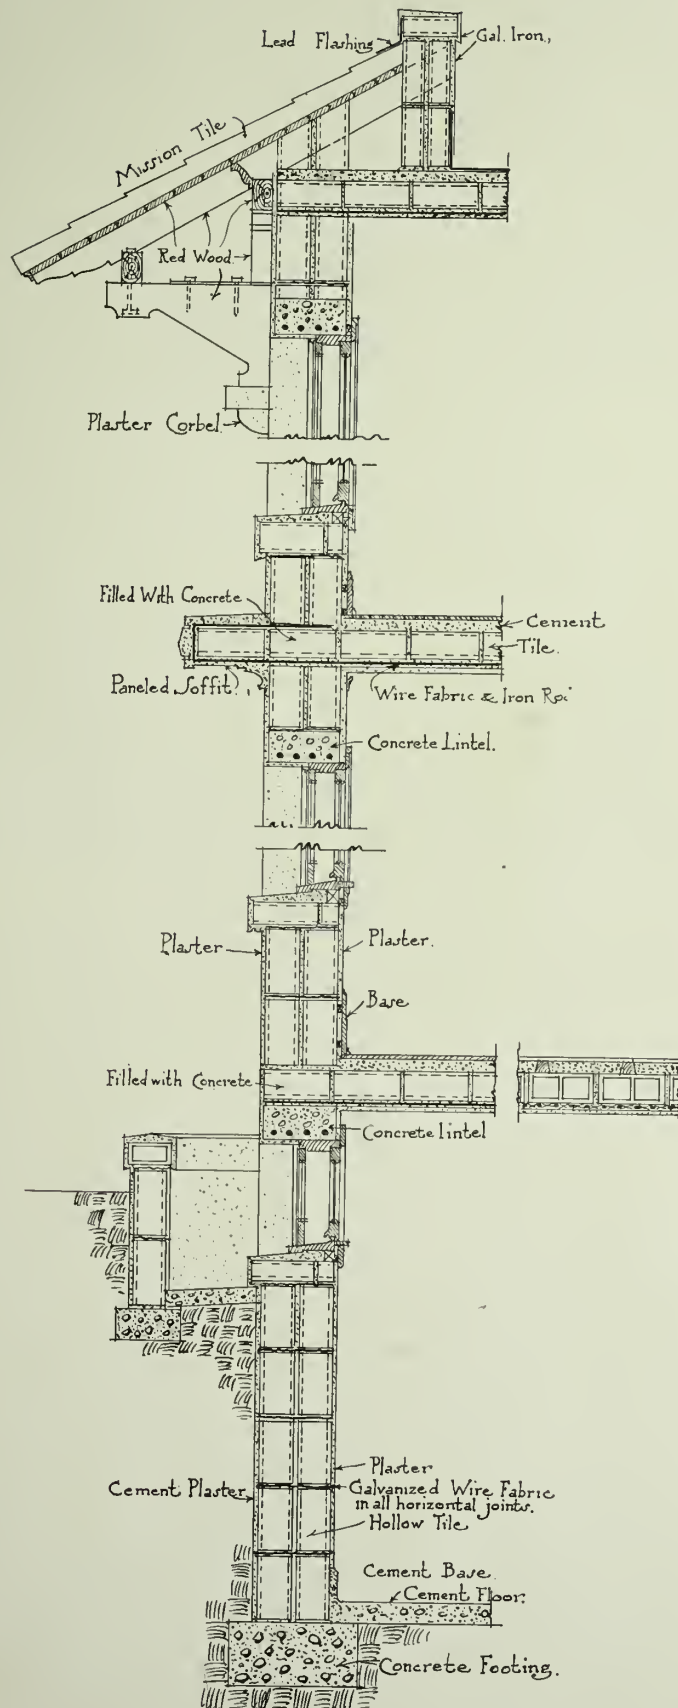 Lead Flashing
Gal. Iron.,
Mission Tile
Red Wood
Plaster Corbel.
Filled With Concrete
Cement
Tile.
Paneled Soffit.
Wire Fabric & Iron
Concrete Lintel.
Plaster
Plaster.
Base
Filled with Concrete
Concrete lintel
Plaster
Cement Plaster
Galvanized Wire Fabric
in all horizontal joints.
Hollow Tile
Cement Base.
Cement Floor.
Concrete Footing.